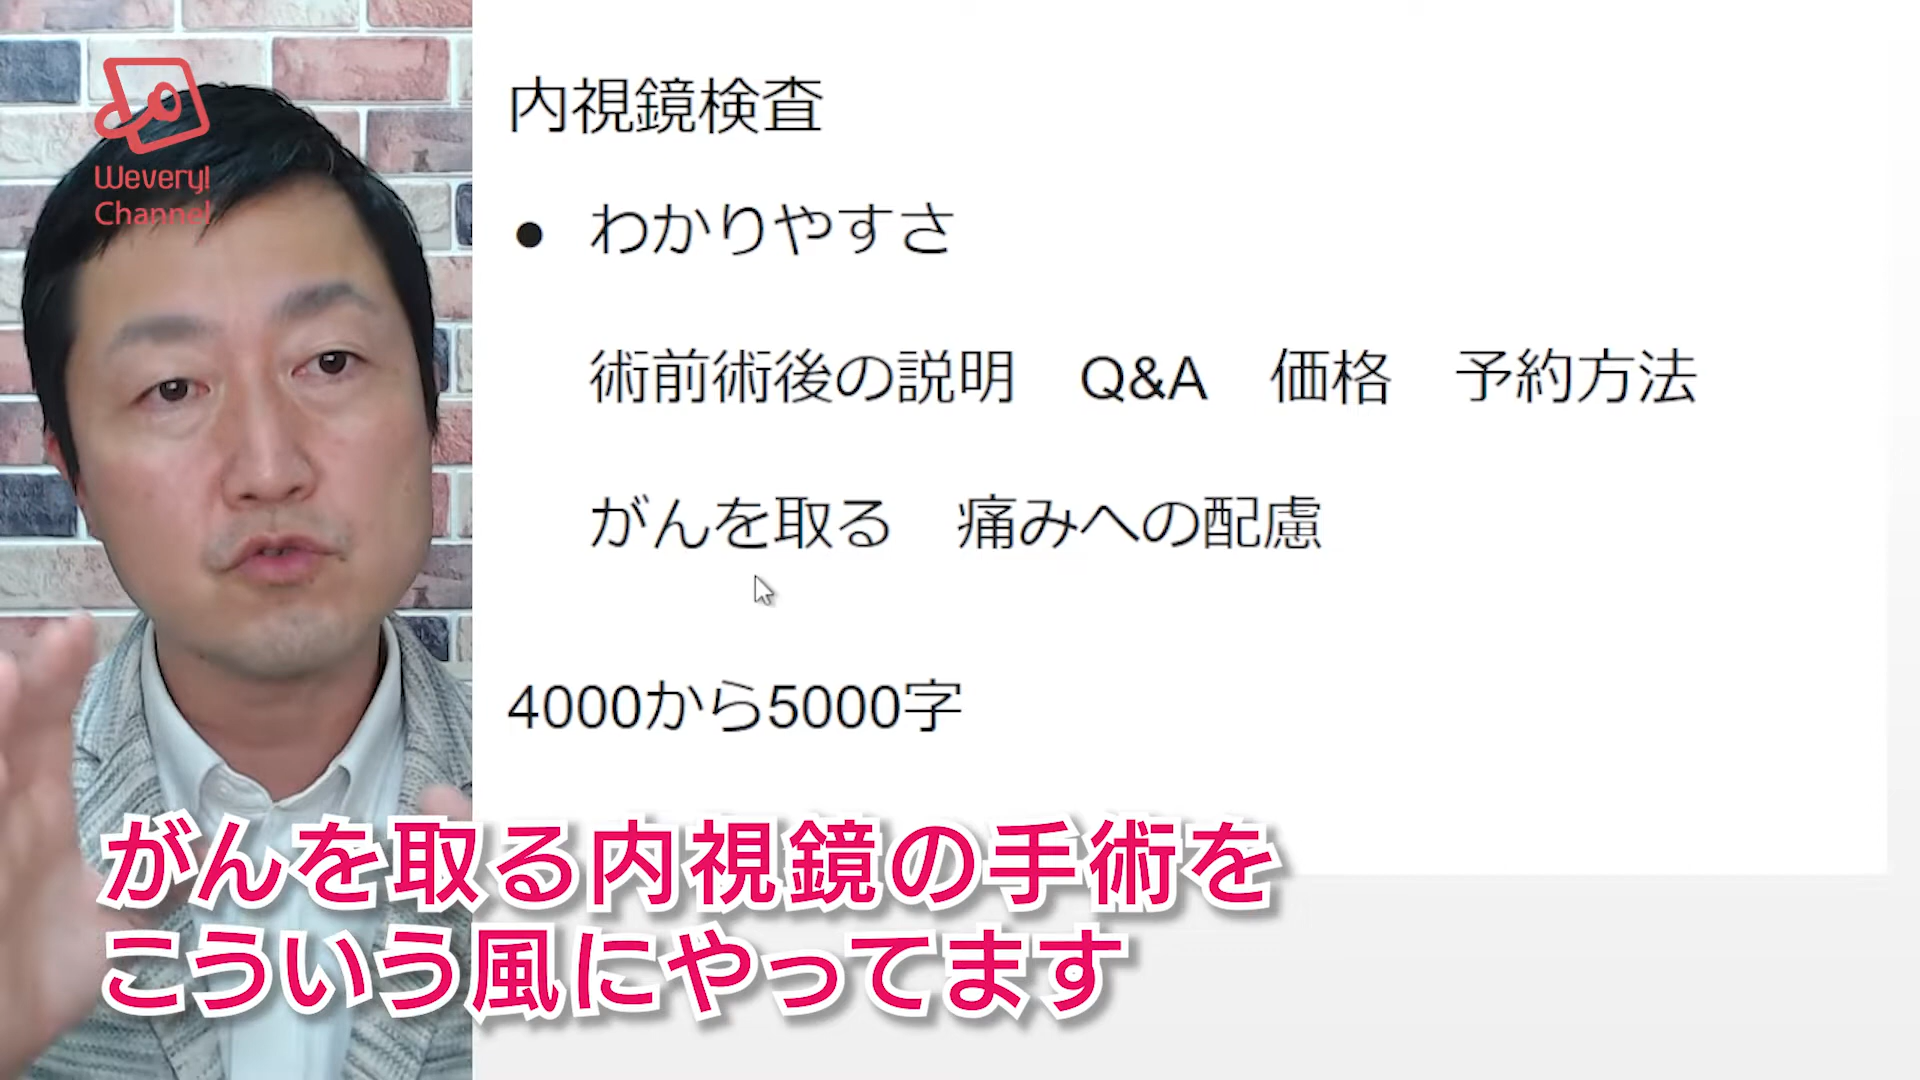 Wevery!
Channel
内視鏡検査
● わかりやすさ
術前術後の説明 Q&A 価格 予約方法
がんを取る 痛みへの配慮
4000から5000字
がんを取る内視鏡の手術を
こういう風にやってます